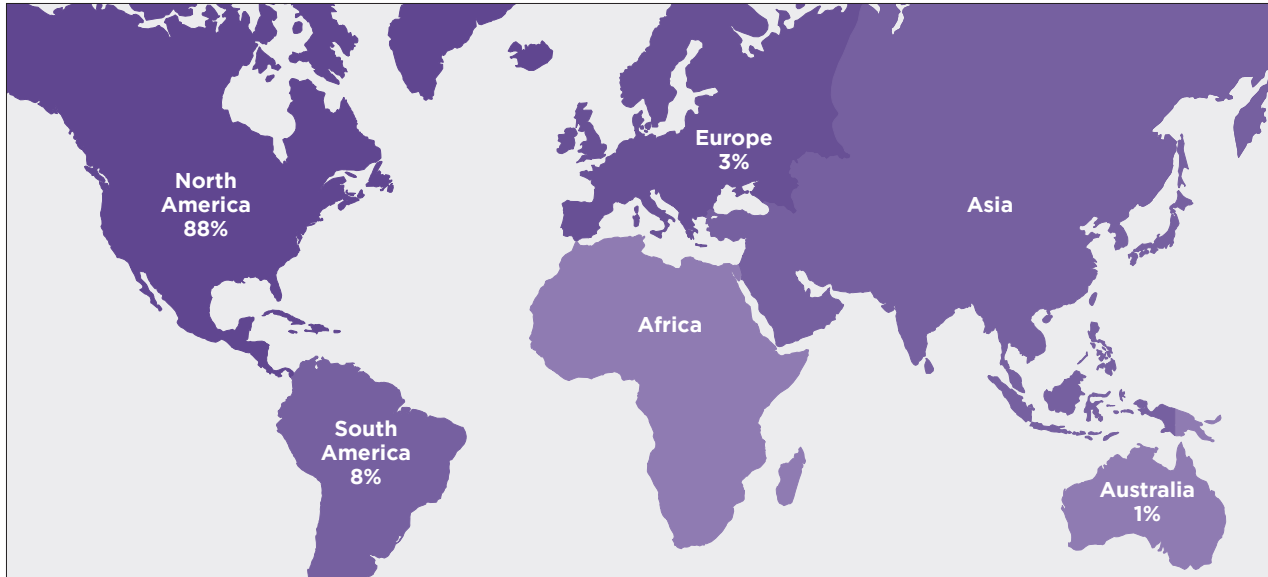 North
America
88%
Europe
3%
Asia
Africa
South
America
8%
Australia
1%